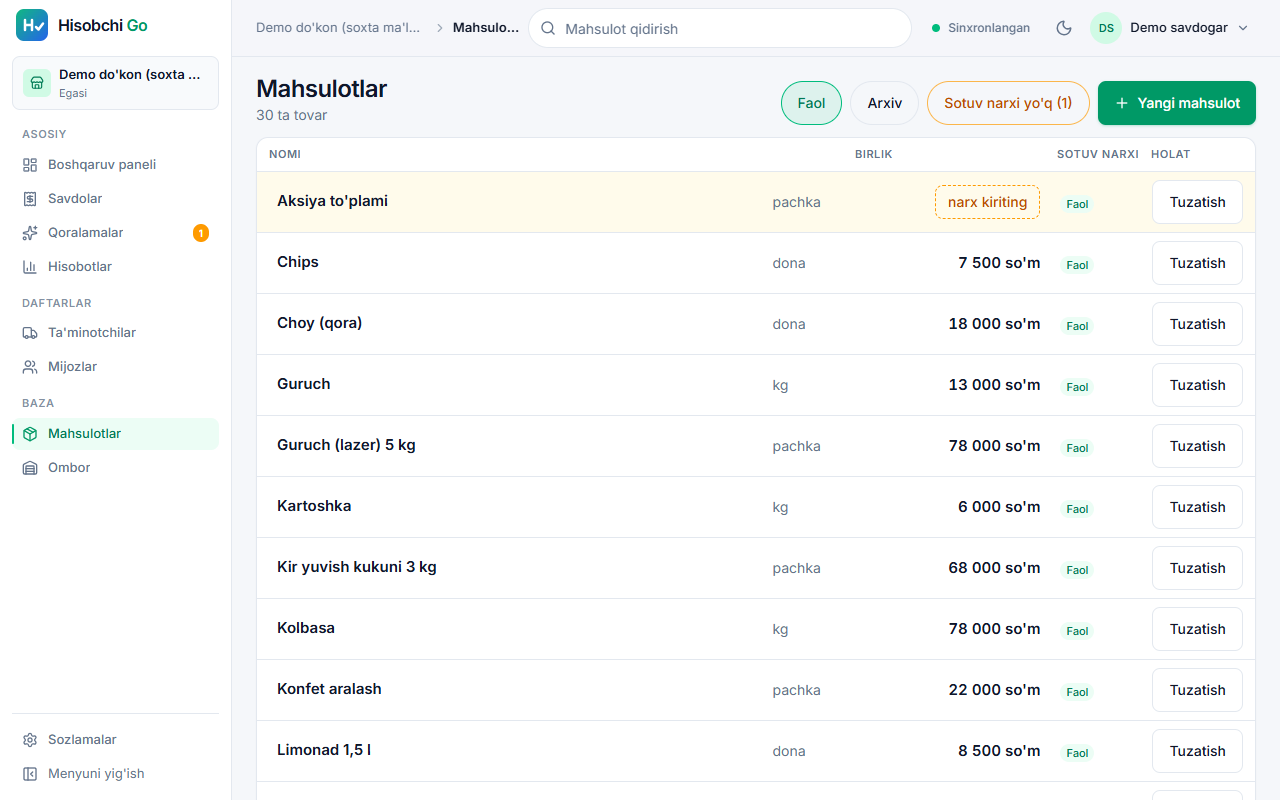 Hisobchi Go
Demo do'kon (soxta ...
Egasi
ASOSIY
Boshqaruv paneli
Savdolar
Qoralamalar 1
Hisobotlar
DAFTARLAR
Ta'minotchilar
Mijozlar
BAZA
Mahsulotlar
Ombor
Sozlamalar
Menyuni yig'ish
Demo do'kon (soxta ma'l... > Mahsulo...
Mahsulot qidirish
Sinxronlangan
DS Demo savdogar
Mahsulotlar
30 ta tovar
Faol Arxiv Sotuv narxi yo'q (1) + Yangi mahsulot
NOMI BIRLIK SOTUV NARXI HOLAT
Aksiya to'plami pachka narx kiriting Faol Tuzatish
Chips dona 7 500 so'm Faol Tuzatish
Choy (qora) dona 18 000 so'm Faol Tuzatish
Guruch kg 13 000 so'm Faol Tuzatish
Guruch (lazer) 5 kg pachka 78 000 so'm Faol Tuzatish
Kartoshka kg 6 000 so'm Faol Tuzatish
Kir yuvish kukuni 3 kg pachka 68 000 so'm Faol Tuzatish
Kolbasa kg 78 000 so'm Faol Tuzatish
Konfet aralash pachka 22 000 so'm Faol Tuzatish
Limonad 1,5 l dona 8 500 so'm Faol Tuzatish